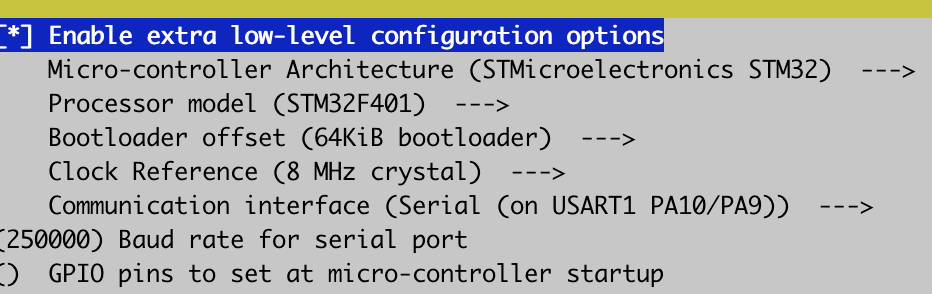 [*] Enable extra low-level configuration options
Micro-controller Architecture (STMicroelectronics STM32)  --->
Processor model (STM32F401)  --->
Bootloader offset (64KiB bootloader)  --->
Clock Reference (8 MHz crystal)  --->
Communication interface (Serial (on USART1 PA10/PA9))  --->
(250000) Baud rate for serial port
()  GPIO pins to set at micro-controller startup